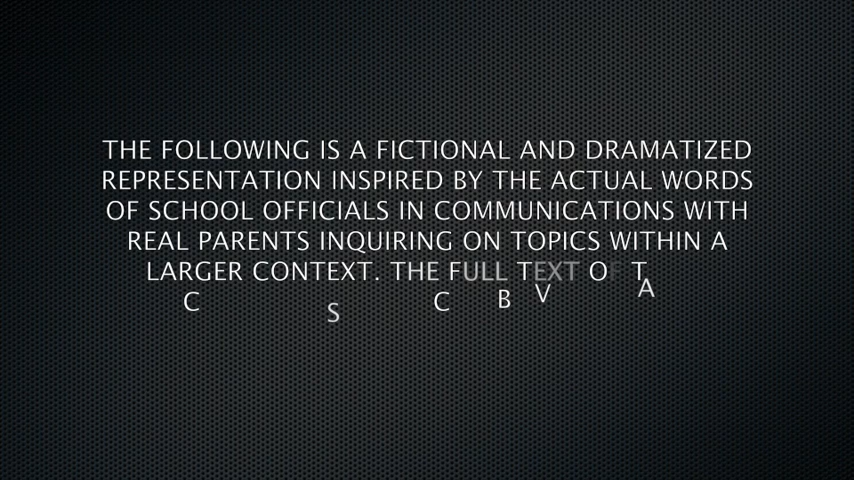 THE FOLLOWING IS A FICTIONAL AND DRAMATIZED
REPRESENTATION INSPIRED BY THE ACTUAL WORDS
OF SCHOOL OFFICIALS IN COMMUNICATIONS WITH
REAL PARENTS INQUIRING ON TOPICS WITHIN A
LARGER CONTEXT. THE FULL TEXT OF T A
C S C B V